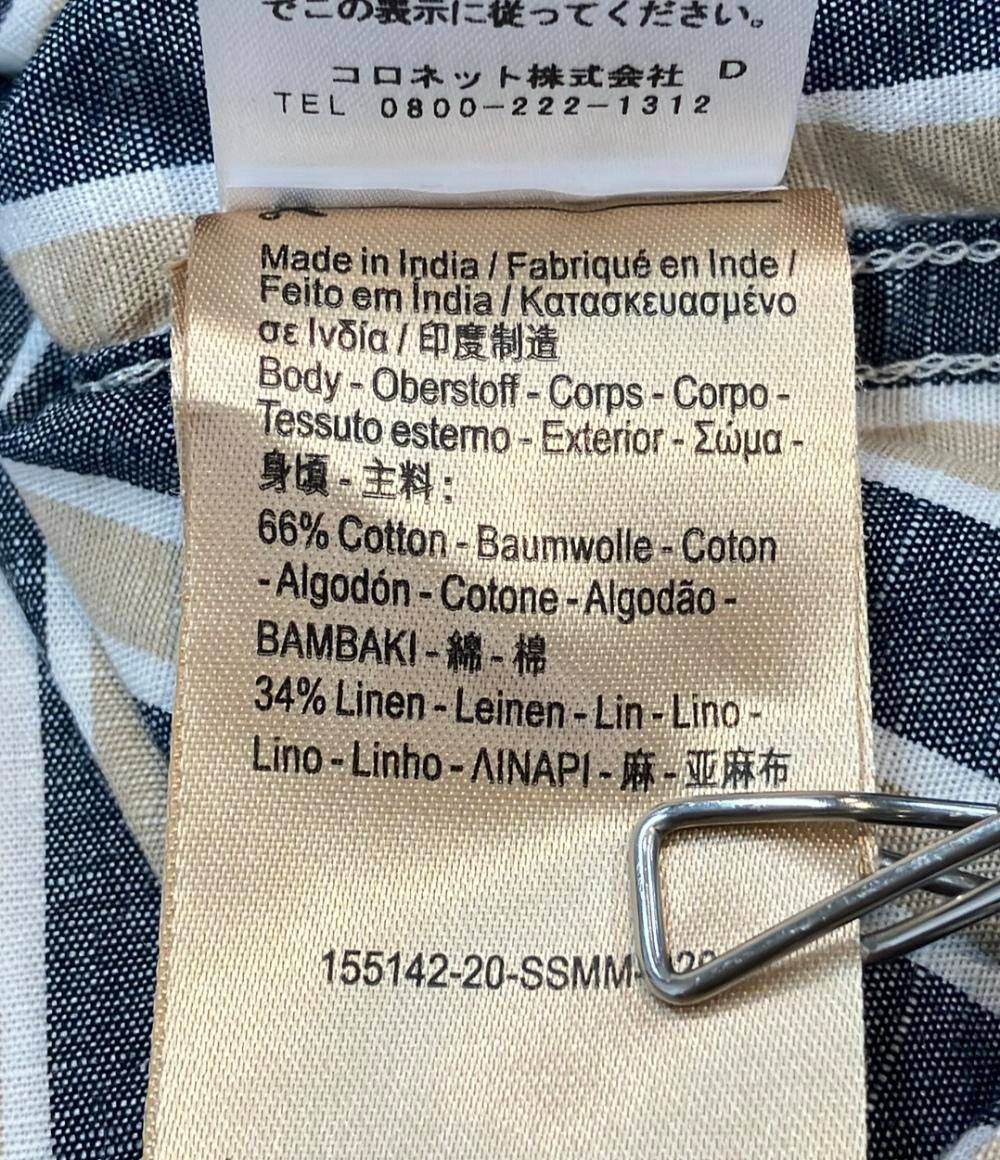 でこの表示に従ってください。
コロネット株式会社 D
TEL 0800-222-1312
Made in India / Fabriqué en Inde /
Feito em Índia / Κατασκευασμένο
σε Ινδία / 印度制造
Body - Oberstoff - Corps - Corpo -
Tessuto esterno - Exterior - Σώμα -
身頃 - 主料 :
66% Cotton - Baumwolle - Coton
- Algodón - Cotone - Algodão -
BAMBAKI - 綿 - 棉
34% Linen - Leinen - Lin - Lino -
Lino - Linho - ΛΙΝΑΡΙ - 麻 - 亚麻布
155142-20-SSMM-